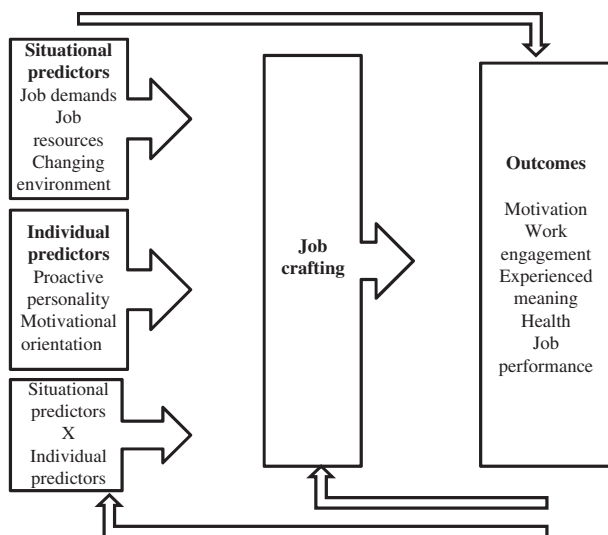 Situational
predictors
Job demands
Job
resources
Changing
environment
Individual
predictors
Proactive
personality
Motivational
orientation
Situational
predictors
X
Individual
predictors
Job
crafting
Outcomes
Motivation
Work
engagement
Experienced
meaning
Health
Job
performance